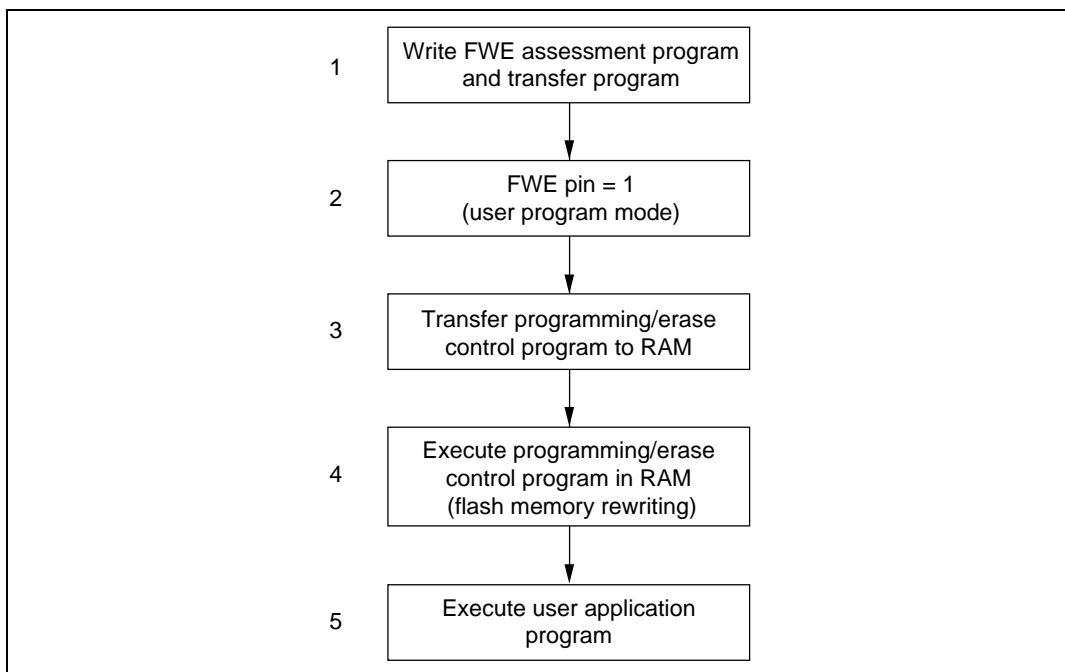 1
Write FWE assessment program
and transfer program
2
FWE pin = 1
(user program mode)
3
Transfer programming/erase
control program to RAM
4
Execute programming/erase
control program in RAM
(flash memory rewriting)
5
Execute user application
program